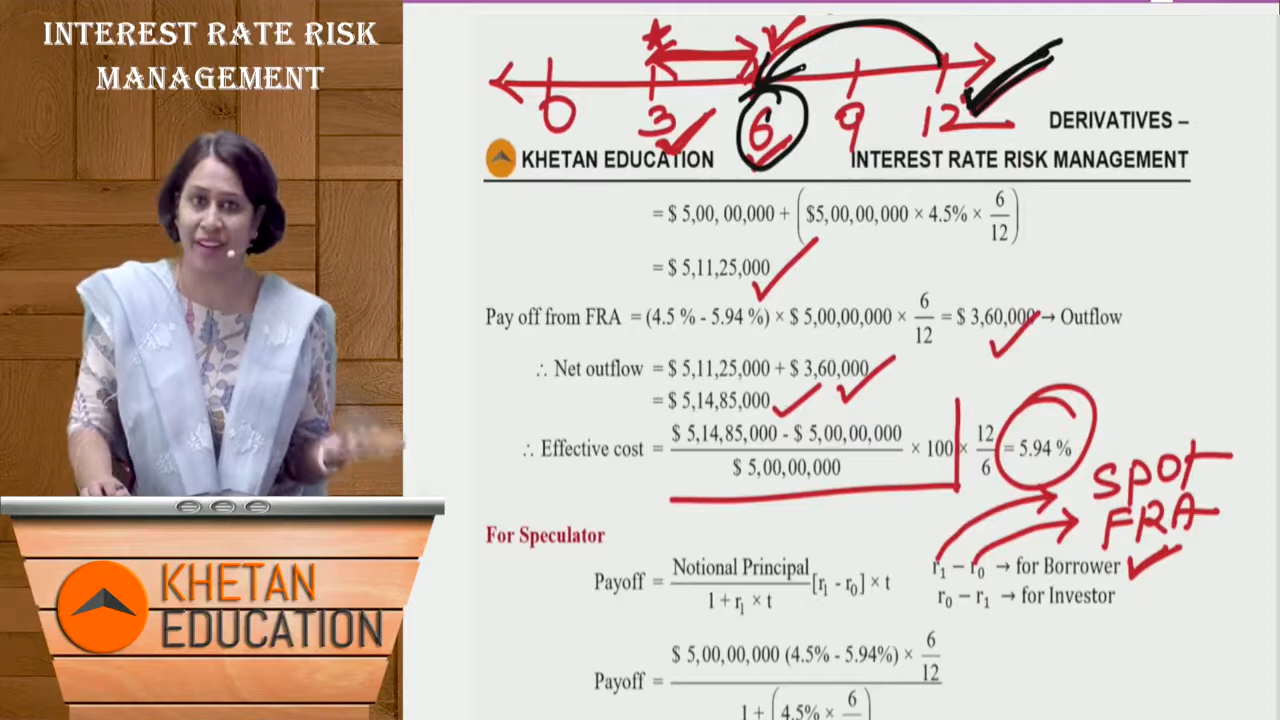 INTEREST RATE RISK
MANAGEMENT
0 3 6 9 12
DERIVATIVES –
KHETAN EDUCATION INTEREST RATE RISK MANAGEMENT
= $ 5,00, 00,000 + ($5,00,00,000 × 4.5% × 6/12)
= $ 5,11,25,000
Pay off from FRA = (4.5 % - 5.94 %) × $ 5,00,00,000 × 6/12 = $ 3,60,000 → Outflow
∴ Net outflow = $ 5,11,25,000 + $ 3,60,000
= $ 5,14,85,000
∴ Effective cost = $ 5,14,85,000 - $ 5,00,00,000 / $ 5,00,00,000 × 100 × 12/6 = 5.94 %
SPOT
FRA
For Speculator
Payoff = Notional Principal / 1 + r₁ × t [r₁ - r₀] × t r₁ – r₀ → for Borrower
r₀ – r₁ → for Investor
Payoff = $ 5,00,00,000 (4.5% - 5.94%) × 6/12 / 1 + (4.5% × 6
KHETAN
EDUCATION